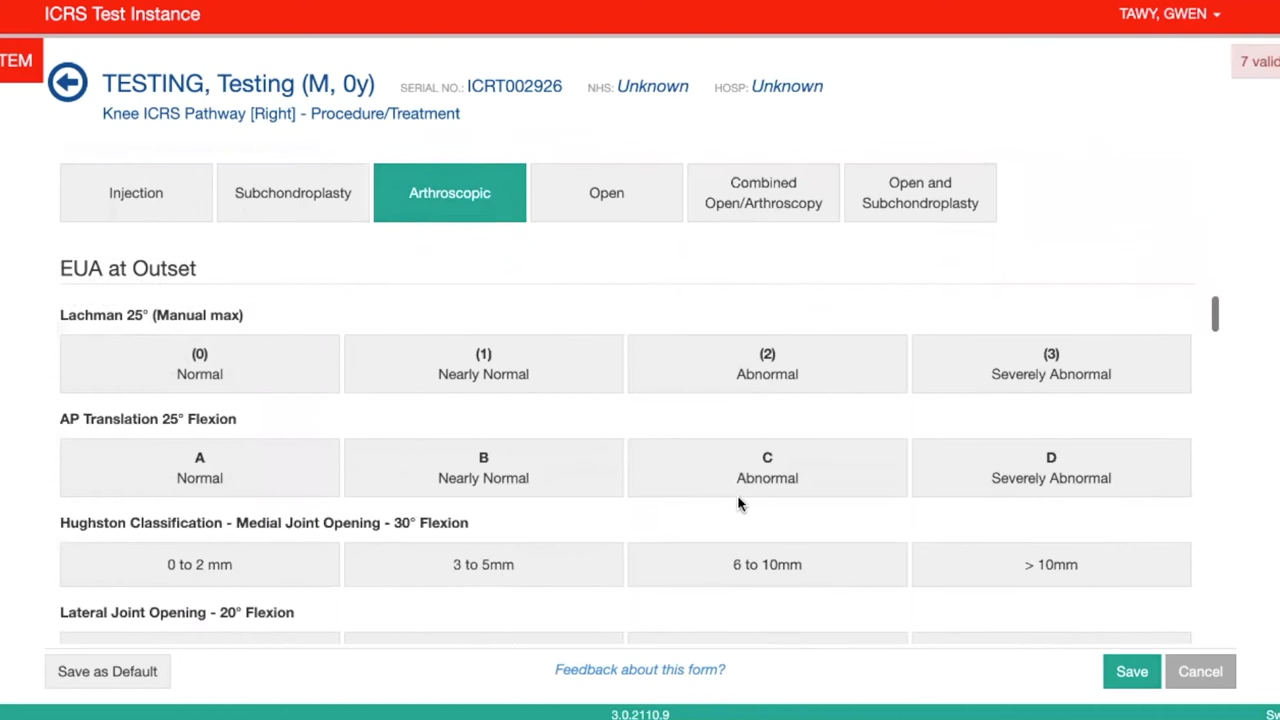 ICRS Test Instance
TAWY, GWEN
TEM
TESTING, Testing (M, 0y) SERIAL NO.: ICRT002926 NHS: Unknown HOSP: Unknown
7 valid
Knee ICRS Pathway [Right] - Procedure/Treatment
Injection
Subchondroplasty
Arthroscopic
Open
Combined
Open/Arthroscopy
Open and
Subchondroplasty
EUA at Outset
Lachman 25° (Manual max)
(0)
Normal
(1)
Nearly Normal
(2)
Abnormal
(3)
Severely Abnormal
AP Translation 25° Flexion
A
Normal
B
Nearly Normal
C
Abnormal
D
Severely Abnormal
Hughston Classification - Medial Joint Opening - 30° Flexion
0 to 2 mm
3 to 5mm
6 to 10mm
> 10mm
Lateral Joint Opening - 20° Flexion
Save as Default
Feedback about this form?
Save
Cancel
3.0.2110.9